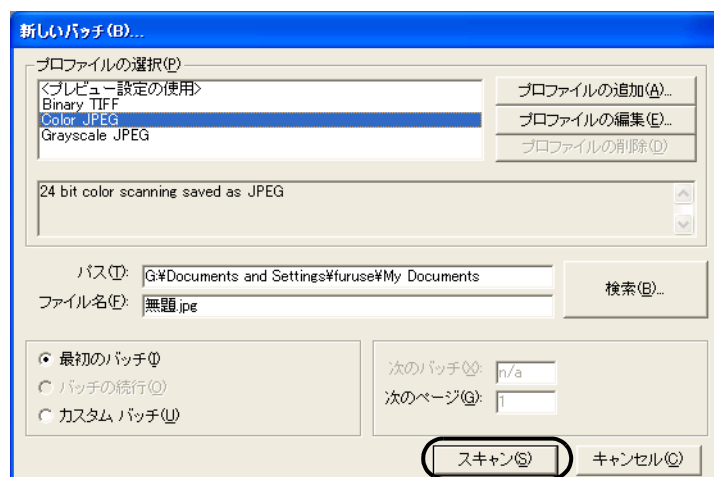 新しいバッチ(B)...
プロファイルの選択(P)
<プレビュー設定の使用>
Binary TIFF
Color JPEG
Grayscale JPEG
プロファイルの追加(A)...
プロファイルの編集(E)...
プロファイルの削除(D)
24 bit color scanning saved as JPEG
パス(T): G:¥Documents and Settings¥furuse¥My Documents
ファイル名(F): 無題.jpg
検索(B)...
最初のバッチ(I)
バッチの続行(O)
カスタム バッチ(U)
次のバッチ(X): n/a
次のページ(G): 1
スキャン(S)
キャンセル(C)